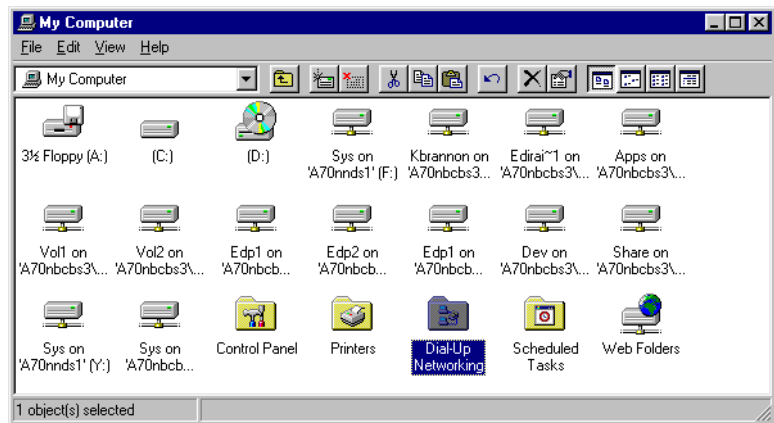 My Computer
File Edit View Help
My Computer
3½ Floppy (A:) (C:) (D:) Sys on 'A70nnds1' (F:) Kbrannon on 'A70nbcbs3... Edirai~1 on 'A70nbcbs3\... Apps on 'A70nbcbs3\...
Vol1 on 'A70nbcbs3\... Vol2 on 'A70nbcbs3\... Edp1 on 'A70nbcb... Edp2 on 'A70nbcb... Edp1 on 'A70nbcb... Dev on 'A70nbcbs3\... Share on 'A70nbcbs3\...
Sys on 'A70nnds1' (Y:) Sys on 'A70nbcb... Control Panel Printers Dial-Up Networking Scheduled Tasks Web Folders
1 object(s) selected